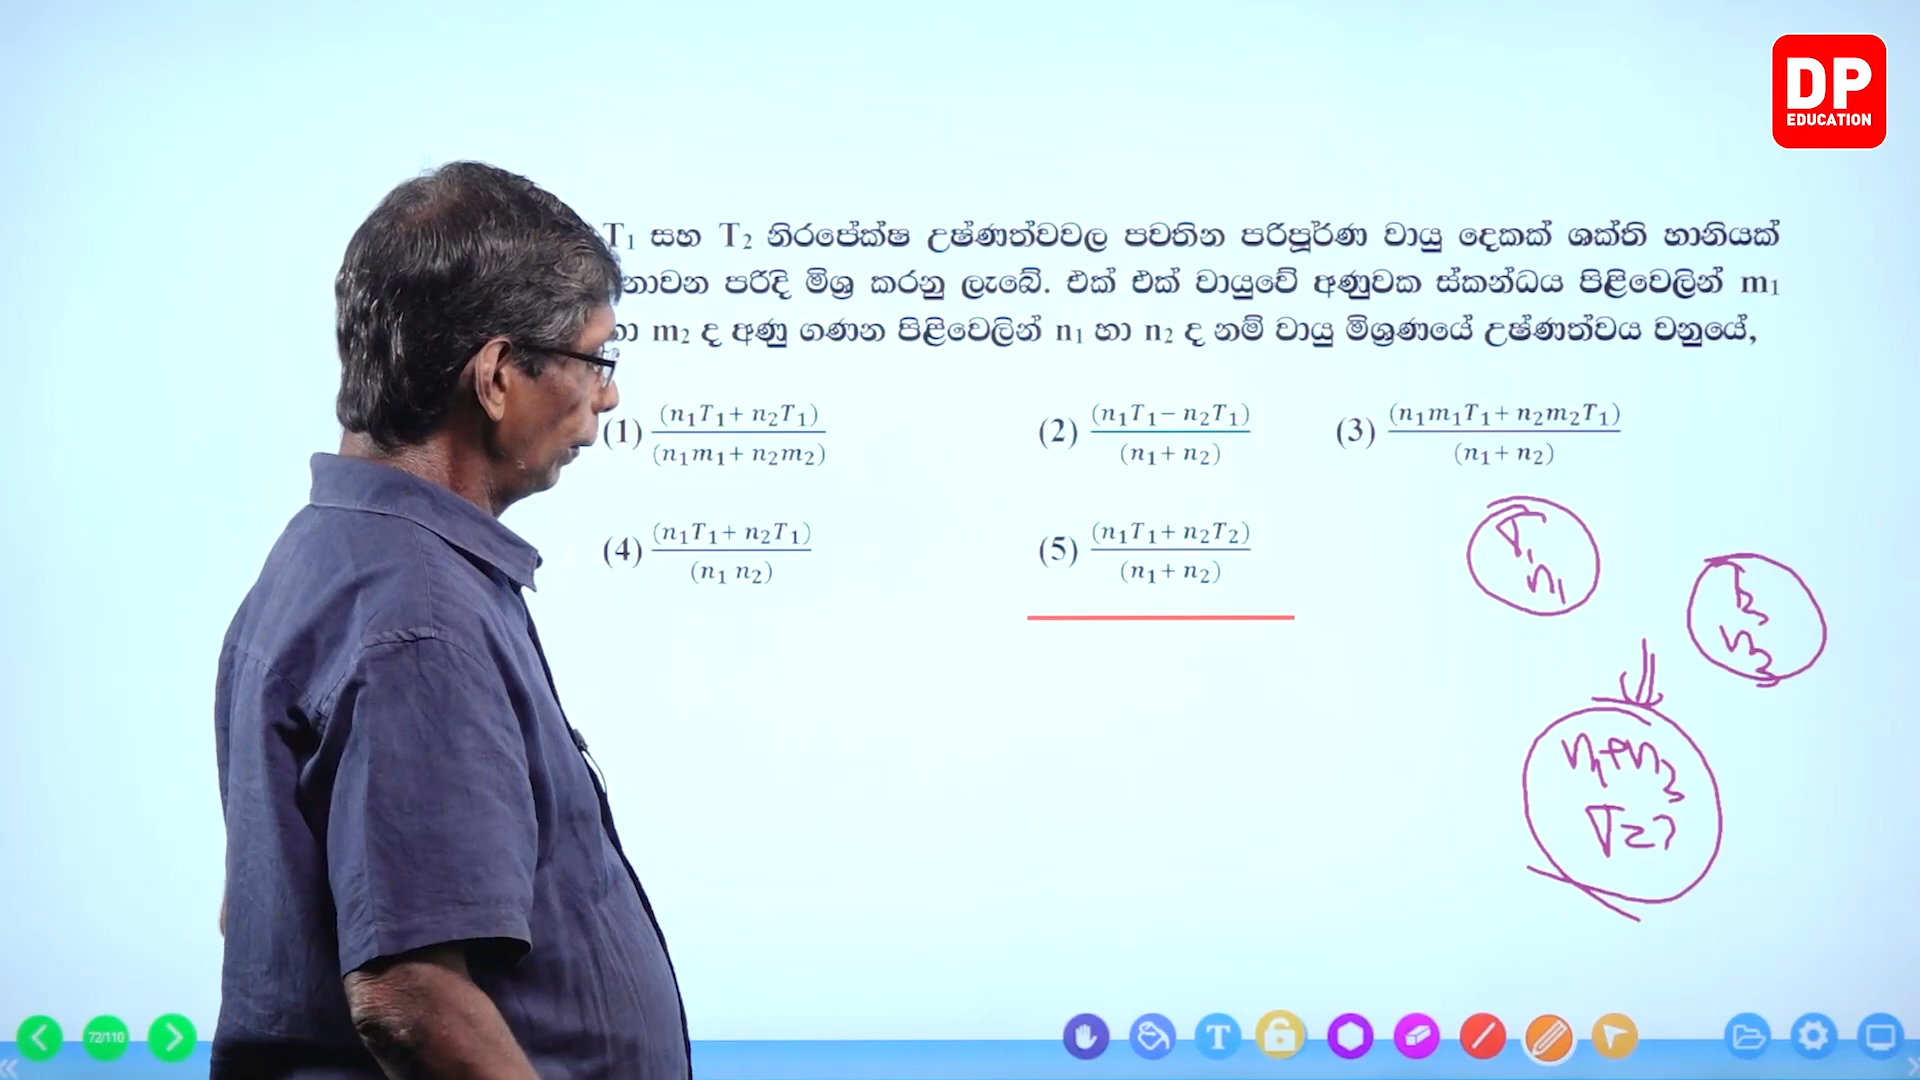 DP
EDUCATION
T₁ සහ T₂ නිරපේක්ෂ උෂ්ණත්වවල පවතින පරිපූර්ණ වායු දෙකක් ශක්ති හානියක්
නොවන පරිදි මිශ්‍ර කරනු ලැබේ. එක් එක් වායුවේ අණුවක ස්කන්ධය පිළිවෙලින් m₁
හා m₂ ද අණු ගණන පිළිවෙලින් n₁ හා n₂ ද නම් වායු මිශ්‍රණයේ උෂ්ණත්වය වනුයේ,
(1) (n₁T₁+ n₂T₁) / (n₁m₁+ n₂m₂) (2) (n₁T₁− n₂T₁) / (n₁+ n₂) (3) (n₁m₁T₁+ n₂m₂T₁) / (n₁+ n₂)
(4) (n₁T₁+ n₂T₁) / (n₁ n₂) (5) (n₁T₁+ n₂T₂) / (n₁+ n₂)
T₁
n₁
T₂
n₂
n₁+n₂
T=?
72/110
T